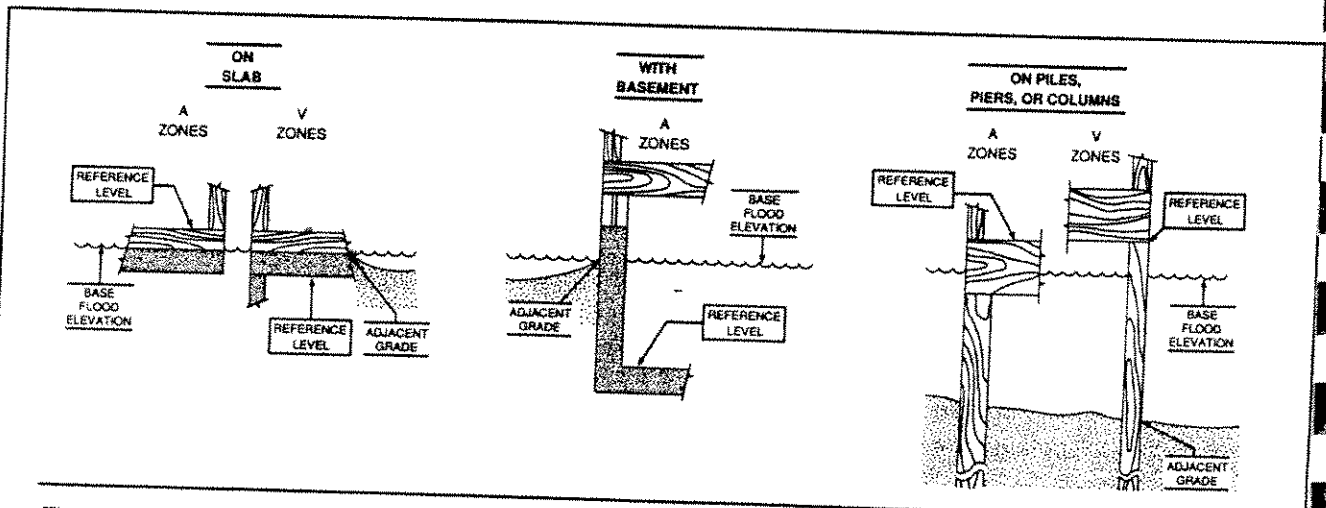 ON
SLAB
A
ZONES
V
ZONES
REFERENCE
LEVEL
BASE
FLOOD
ELEVATION
REFERENCE
LEVEL
ADJACENT
GRADE
WITH
BASEMENT
A
ZONES
BASE
FLOOD
ELEVATION
ADJACENT
GRADE
REFERENCE
LEVEL
ON PILES,
PIERS, OR COLUMNS
A
ZONES
V
ZONES
REFERENCE
LEVEL
REFERENCE
LEVEL
BASE
FLOOD
ELEVATION
ADJACENT
GRADE